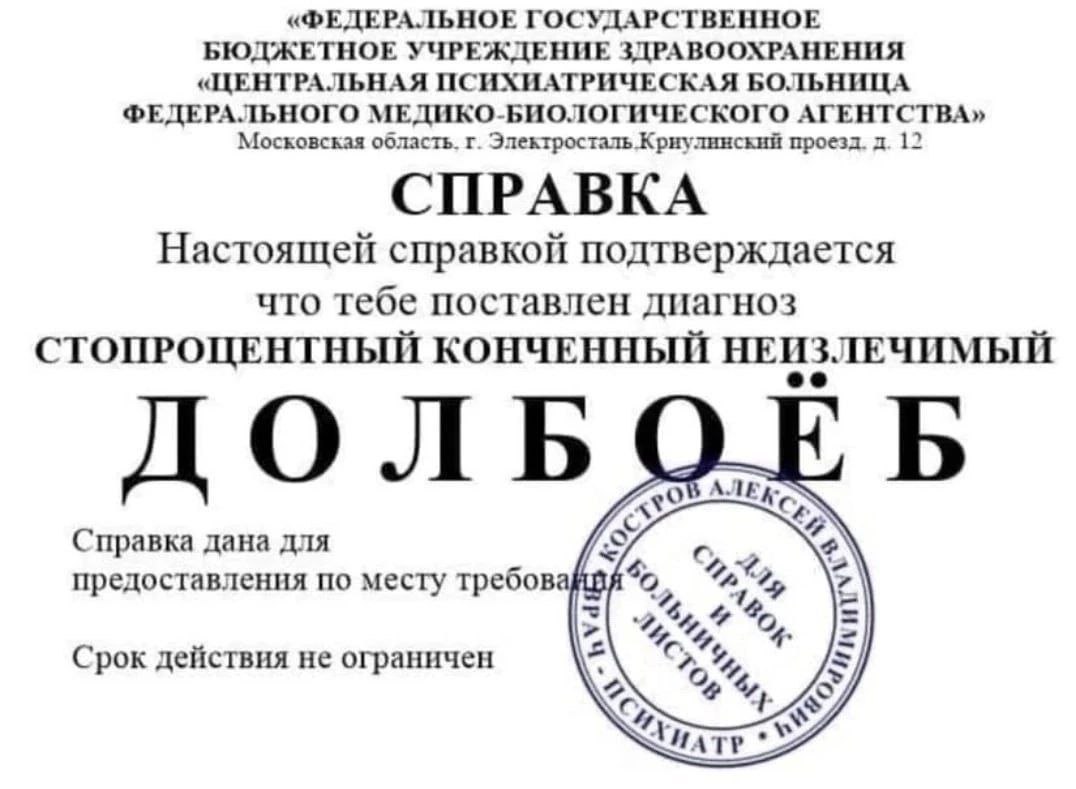 «ФЕДЕРАЛЬНОЕ ГОСУДАРСТВЕННОЕ
БЮДЖЕТНОЕ УЧРЕЖДЕНИЕ ЗДРАВООХРАНЕНИЯ
«ЦЕНТРАЛЬНАЯ ПСИХИАТРИЧЕСКАЯ БОЛЬНИЦА
ФЕДЕРАЛЬНОГО МЕДИКО-БИОЛОГИЧЕСКОГО АГЕНТСТВА»
Московская область, г. Электросталь,Криулинский проезд, д. 12
СПРАВКА
Настоящей справкой подтверждается
что тебе поставлен диагноз
СТОПРОЦЕНТНЫЙ КОНЧЕННЫЙ НЕИЗЛЕЧИМЫЙ
ДОЛБОЁБ
Справка дана для
предоставления по месту требования
Срок действия не ограничен
ВРАЧ - ПСИХИАТР • КОСТРОВ АЛЕКСЕЙ ВЛАДИМИРОВИЧ
ДЛЯ
СПРАВОК
И
БОЛЬНИЧНЫХ
ЛИСТОВ